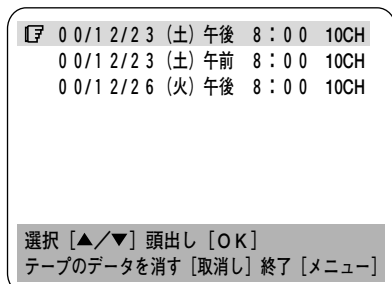 ☞ 00/12/23（土）午後 8：00 10CH
00/12/23（土）午前 8：00 10CH
00/12/26（火）午後 8：00 10CH
選択［▲／▼］頭出し［OK］
テープのデータを消す［取消し］終了［メニュー］